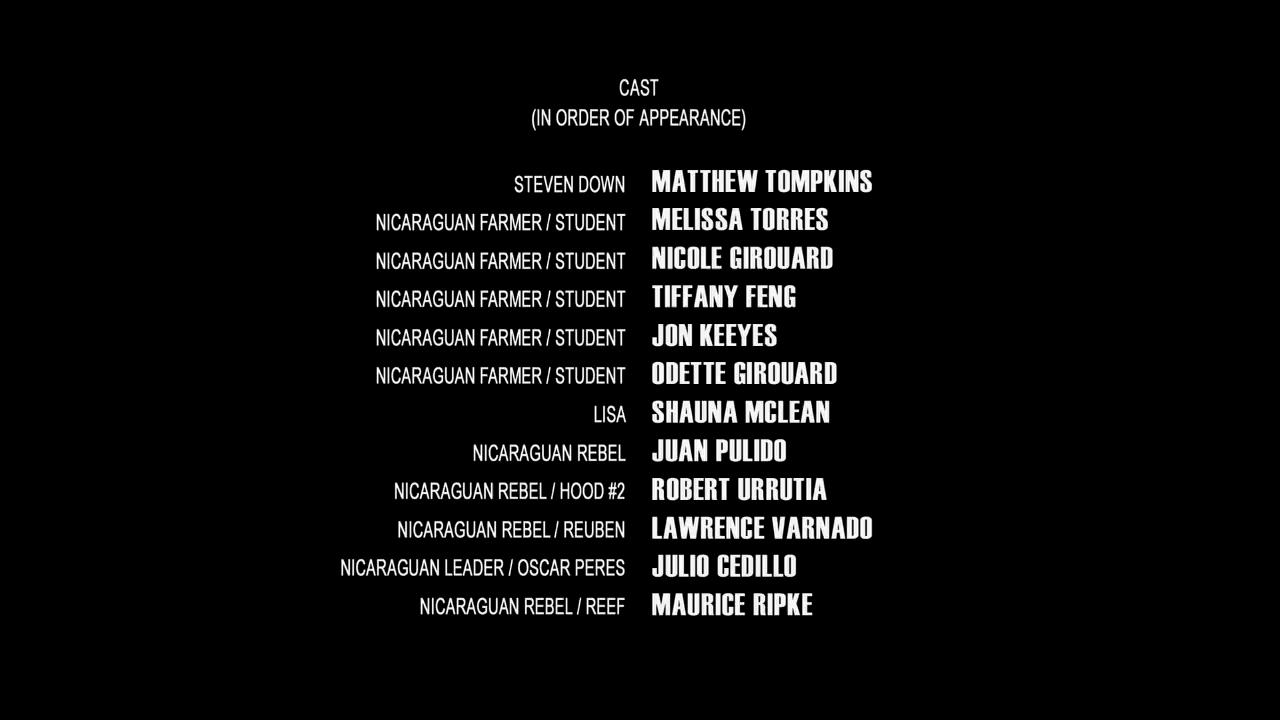 CAST
(IN ORDER OF APPEARANCE)
STEVEN DOWN MATTHEW TOMPKINS
NICARAGUAN FARMER / STUDENT MELISSA TORRES
NICARAGUAN FARMER / STUDENT NICOLE GIROUARD
NICARAGUAN FARMER / STUDENT TIFFANY FENG
NICARAGUAN FARMER / STUDENT JON KEEYES
NICARAGUAN FARMER / STUDENT ODETTE GIROUARD
LISA SHAUNA MCLEAN
NICARAGUAN REBEL JUAN PULIDO
NICARAGUAN REBEL / HOOD #2 ROBERT URRUTIA
NICARAGUAN REBEL / REUBEN LAWRENCE VARNADO
NICARAGUAN LEADER / OSCAR PERES JULIO CEDILLO
NICARAGUAN REBEL / REEF MAURICE RIPKE